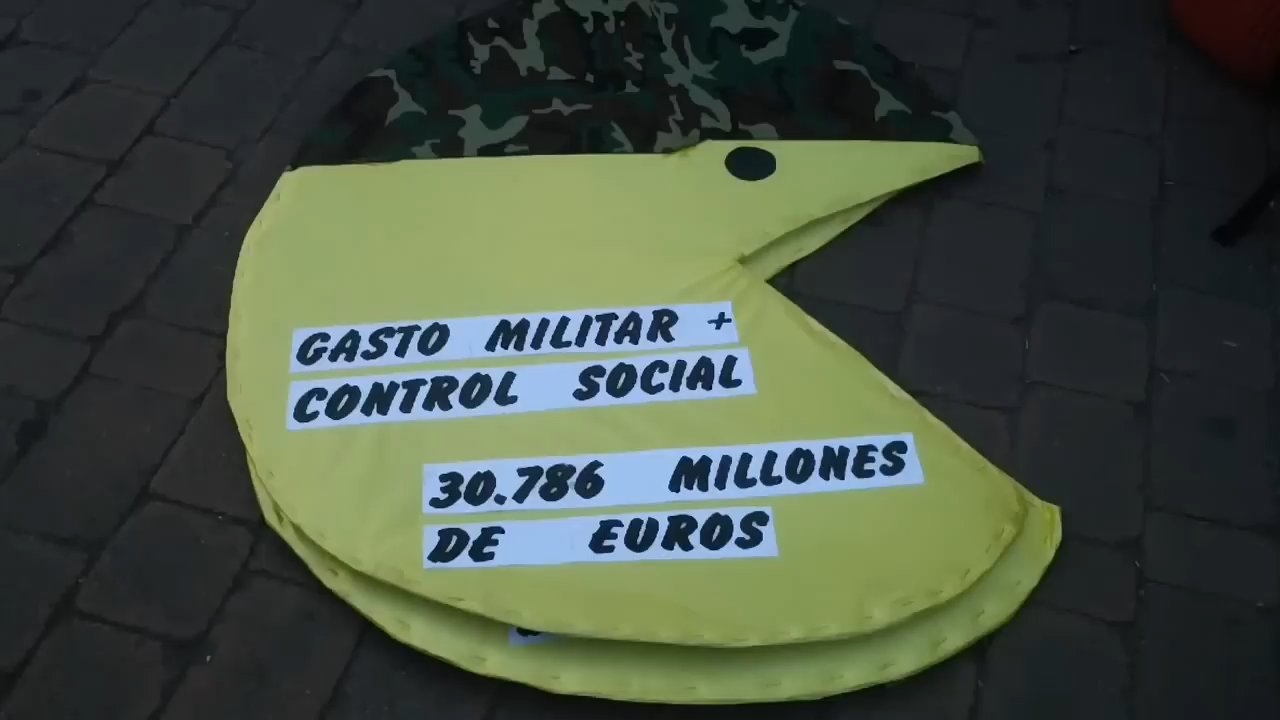 GASTO MILITAR +
CONTROL SOCIAL
30.786 MILLONES
DE EUROS